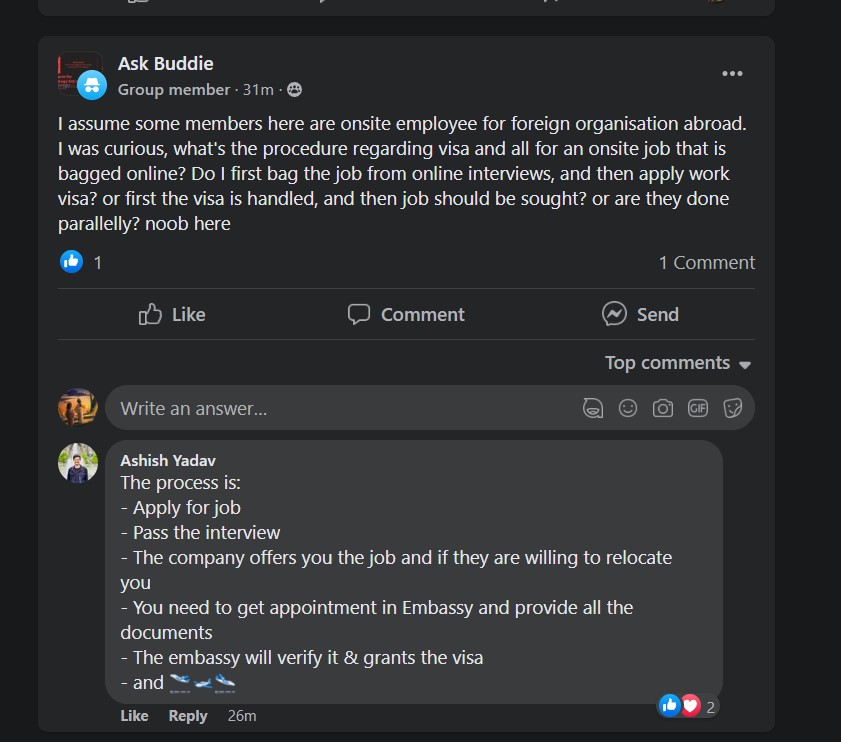 Ask Buddie
Group member · 31m ·
I assume some members here are onsite employee for foreign organisation abroad.
I was curious, what's the procedure regarding visa and all for an onsite job that is
bagged online? Do I first bag the job from online interviews, and then apply work
visa? or first the visa is handled, and then job should be sought? or are they done
parallelly? noob here
1
1 Comment
Like
Comment
Send
Top comments
Write an answer...
GIF
Ashish Yadav
The process is:
- Apply for job
- Pass the interview
- The company offers you the job and if they are willing to relocate
you
- You need to get appointment in Embassy and provide all the
documents
- The embassy will verify it & grants the visa
- and 🛫🛩️🛬
2
Like Reply 26m